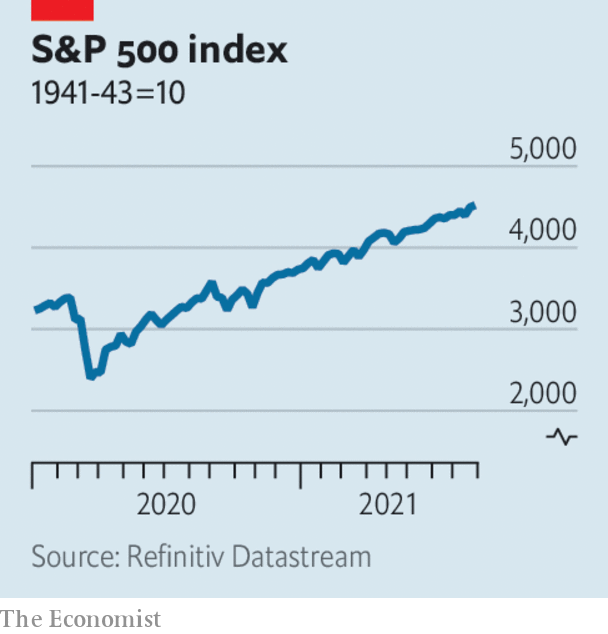 S&P 500 index
1941-43=10
5,000
4,000
3,000
2,000
2020 2021
Source: Refinitiv Datastream
The Economist